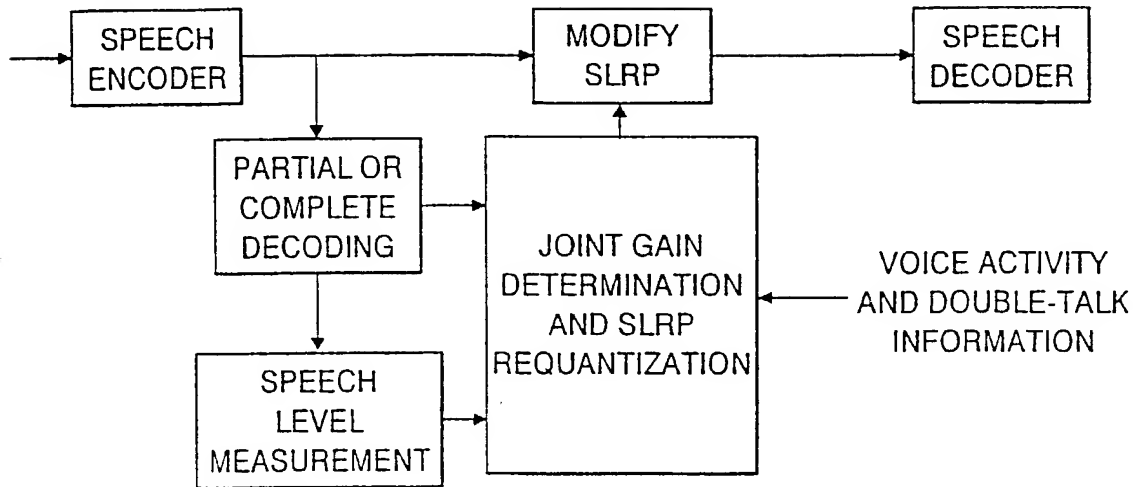 SPEECH
ENCODER
MODIFY
SLRP
SPEECH
DECODER
PARTIAL OR
COMPLETE
DECODING
JOINT GAIN
DETERMINATION
AND SLRP
REQUANTIZATION
VOICE ACTIVITY
AND DOUBLE-TALK
INFORMATION
SPEECH
LEVEL
MEASUREMENT